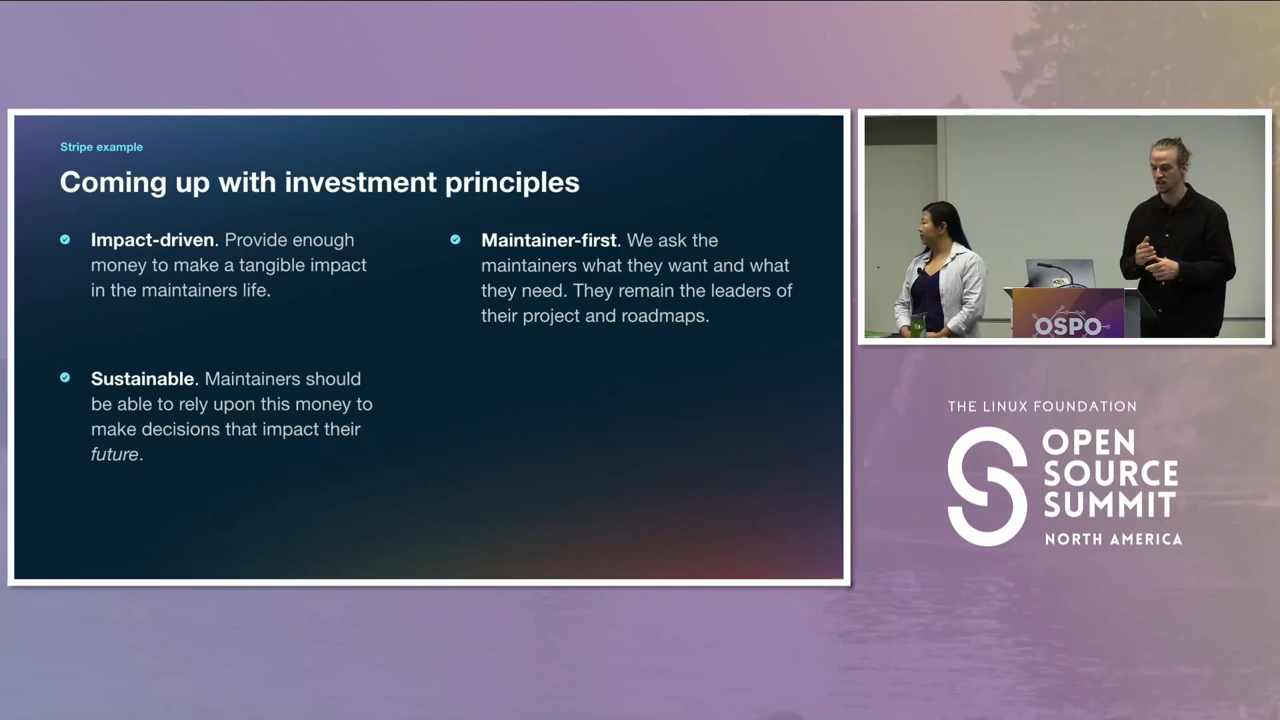 Stripe example
Coming up with investment principles
Impact-driven. Provide enough
money to make a tangible impact
in the maintainers life.
Sustainable. Maintainers should
be able to rely upon this money to
make decisions that impact their
future.
Maintainer-first. We ask the
maintainers what they want and what
they need. They remain the leaders of
their project and roadmaps.
OSPO
THE LINUX FOUNDATION
OPEN
SOURCE
SUMMIT
NORTH AMERICA